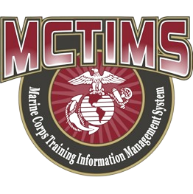 MCTIMS
Marine Corps Training Information Management System